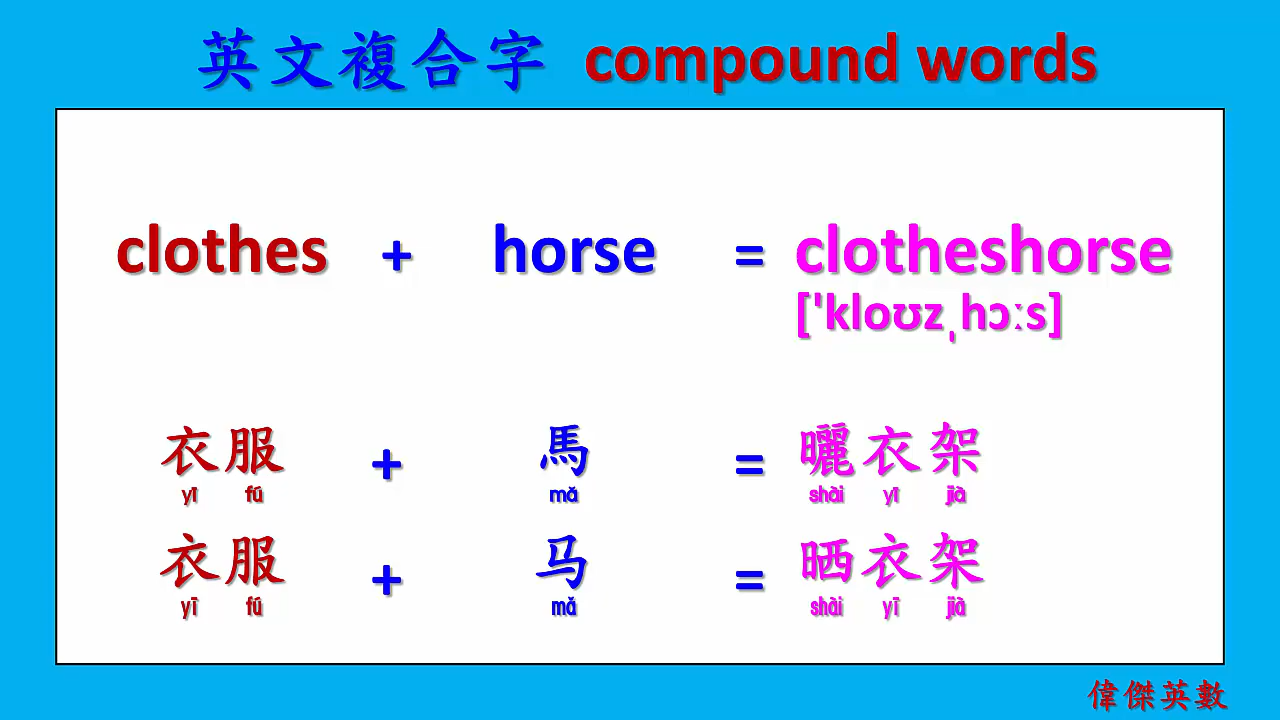 英文複合字 compound words
clothes + horse = clotheshorse
['kloʊzˌhɔːs]
衣服 + 馬 = 曬衣架
yī fú mǎ shài yī jià
衣服 + 马 = 晒衣架
yī fú mǎ shài yī jià
偉傑英數